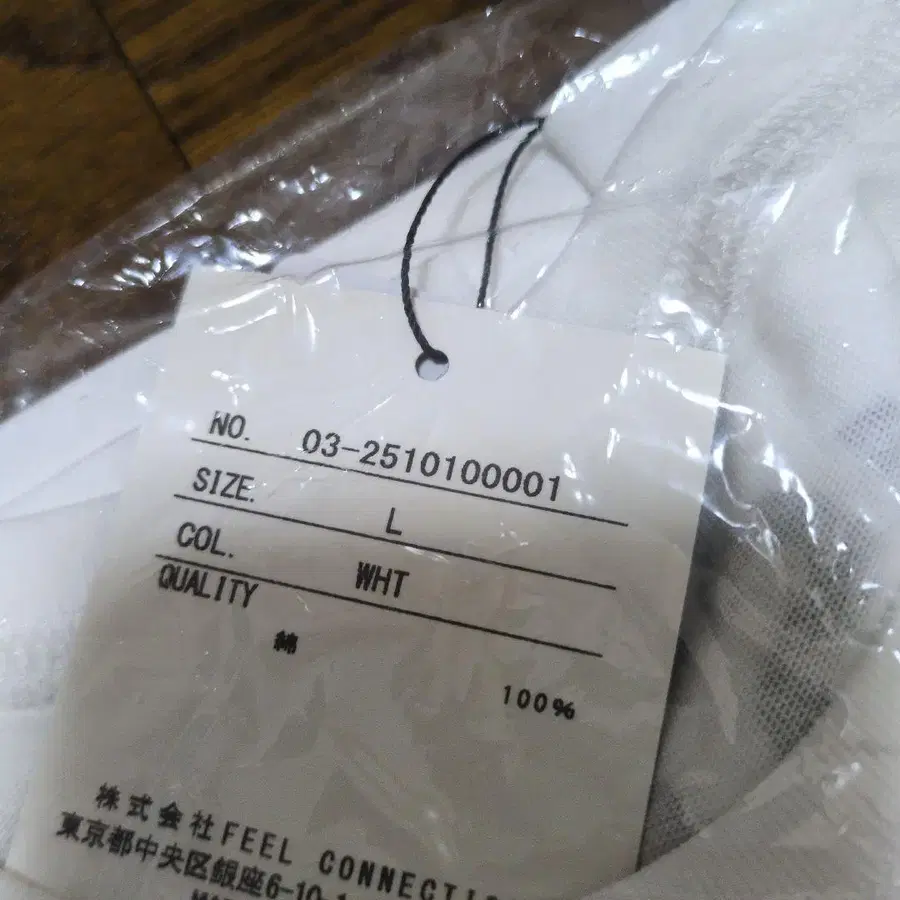 NO. 03-2510100001
SIZE. L
COL. WHT
QUALITY
綿
100%
株式会社FEEL
東京都中央区銀座6-10-1